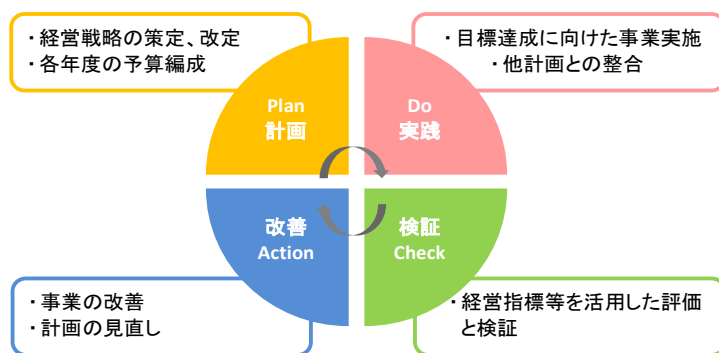 ・経営戦略の策定、改定
・各年度の予算編成
・目標達成に向けた事業実施
・他計画との整合
Plan
計画
Do
実践
改善
Action
検証
Check
・事業の改善
・計画の見直し
・経営指標等を活用した評価
と検証